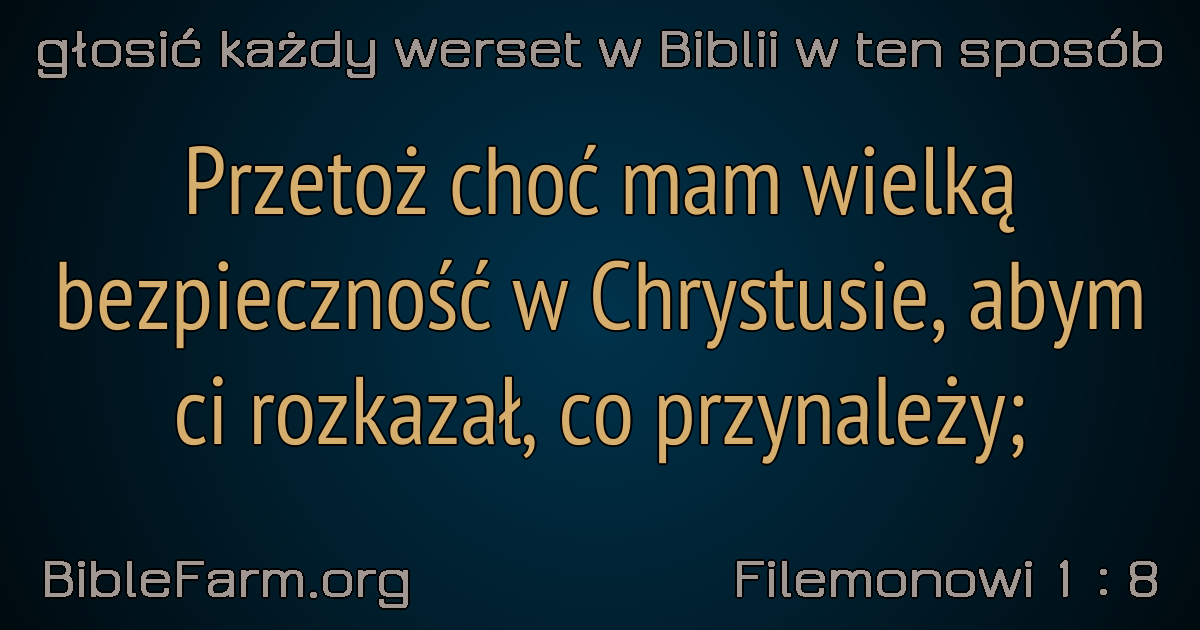 głosić każdy werset w Biblii w ten sposób
Przetoż choć mam wielką
bezpieczność w Chrystusie, abym
ci rozkazał, co przynależy;
BibleFarm.org
Filemonowi 1 : 8